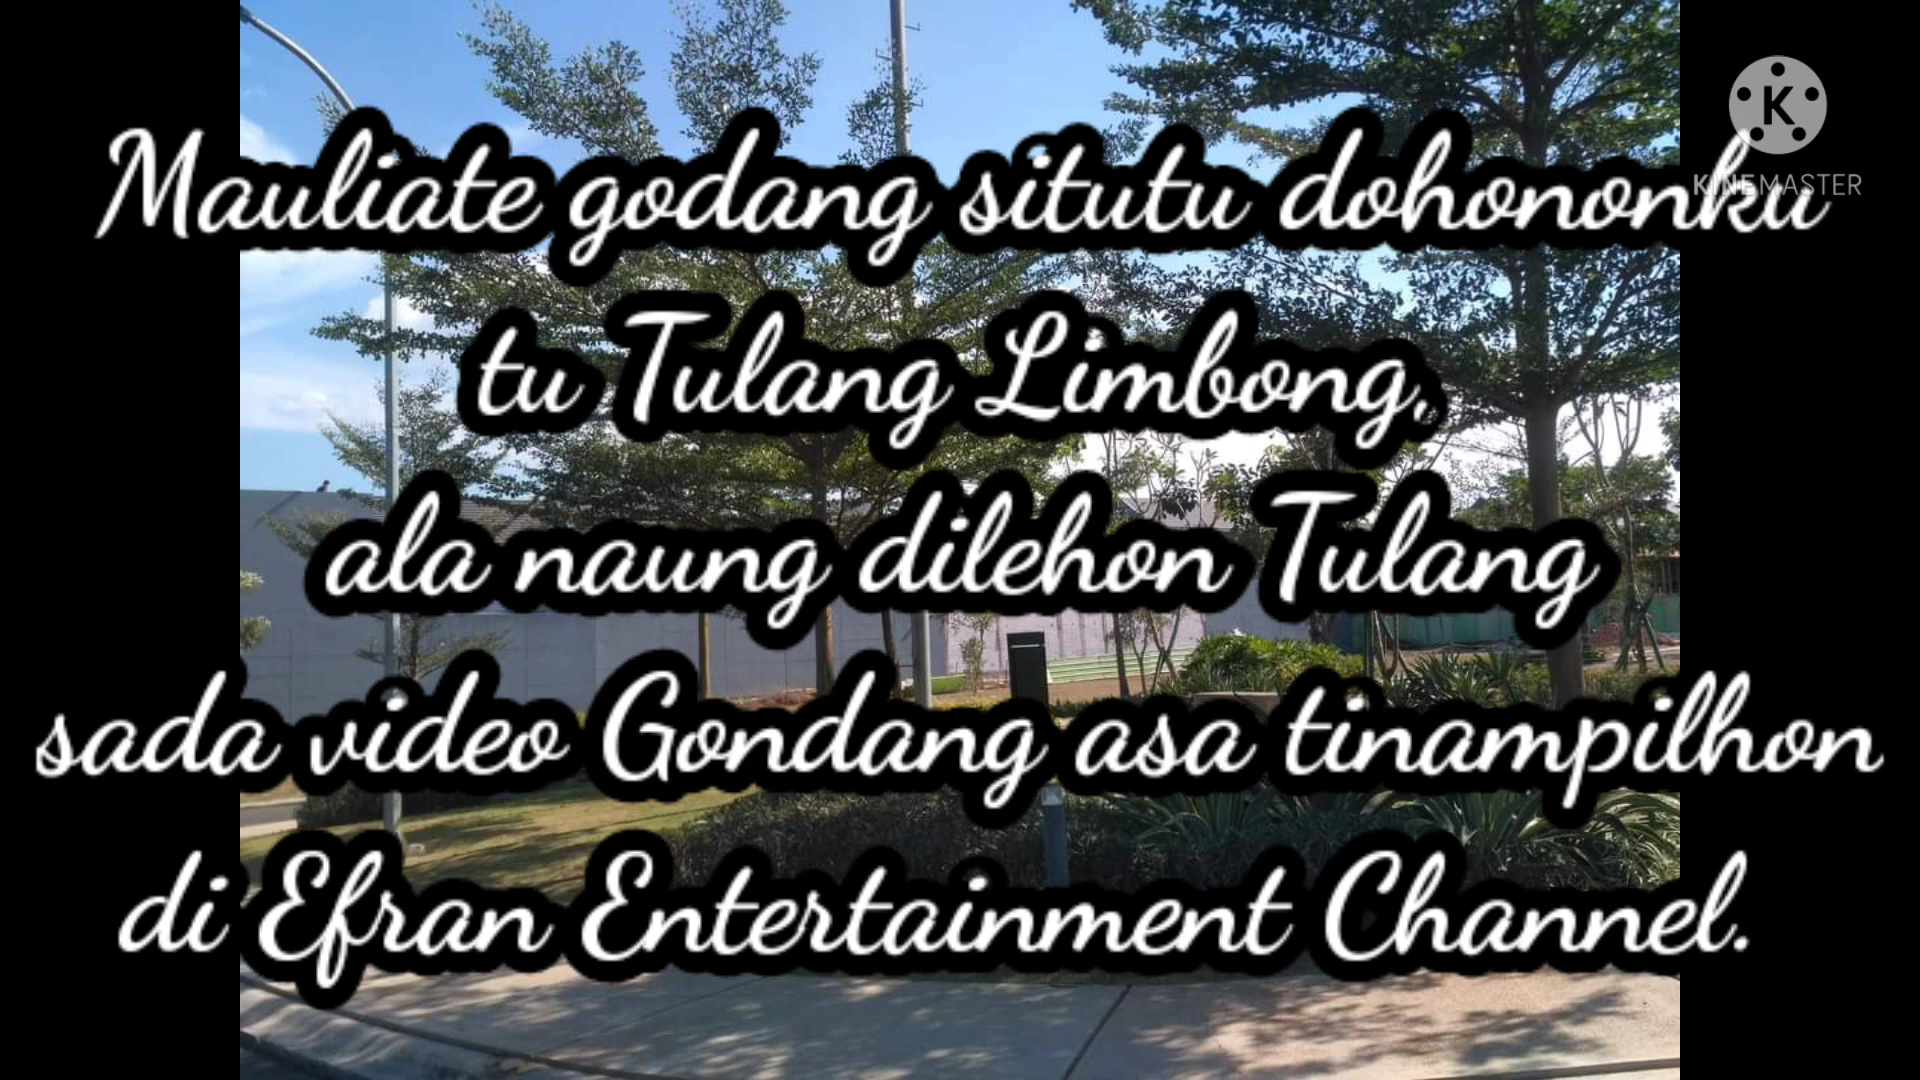 Mauliate godang situtu dohononku
tu Tulang Limbong,
ala naung dilehon Tulang
sada video Gondang asa tinampilhon
di Efran Entertainment Channel.
K
KINEMASTER